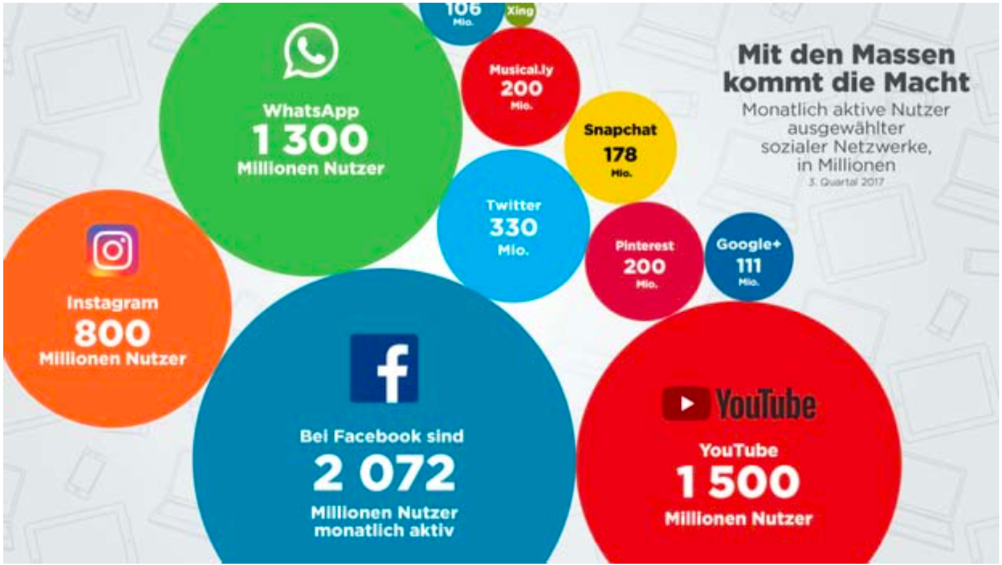 106
Mio.
Xing
Mit den Massen
kommt die Macht
Monatlich aktive Nutzer
ausgewählter
sozialer Netzwerke,
in Millionen
3. Quartal 2017
WhatsApp
1 300
Millionen Nutzer
Musical.ly
200
Mio.
Snapchat
178
Mio.
Twitter
330
Mio.
Pinterest
200
Mio.
Google+
111
Mio.
Instagram
800
Millionen Nutzer
f
Bei Facebook sind
2 072
Millionen Nutzer
monatlich aktiv
YouTube
YouTube
1 500
Millionen Nutzer